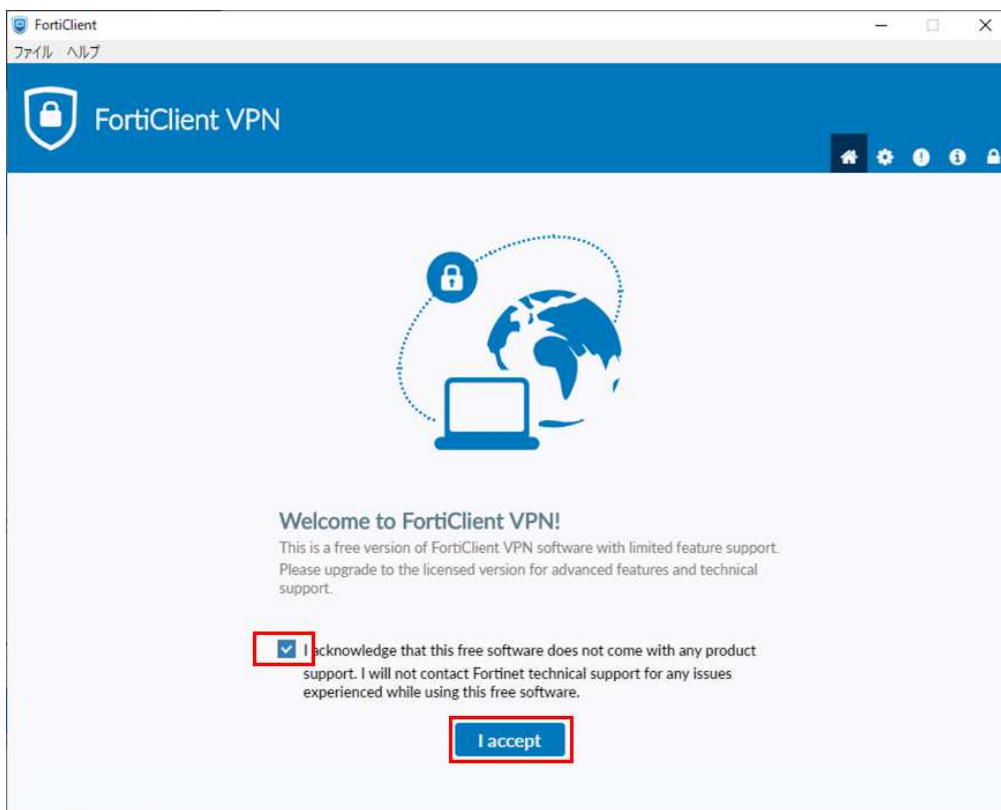 FortiClient
ファイル ヘルプ
FortiClient VPN
Welcome to FortiClient VPN!
This is a free version of FortiClient VPN software with limited feature support.
Please upgrade to the licensed version for advanced features and technical
support.
I acknowledge that this free software does not come with any product
support. I will not contact Fortinet technical support for any issues
experienced while using this free software.
I accept